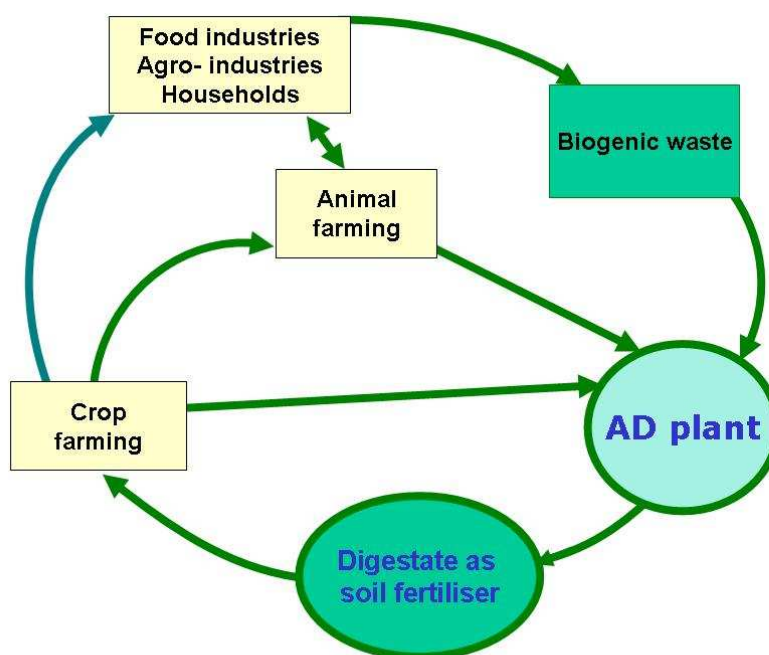 Food industries
Agro- industries
Households
Biogenic waste
Animal
farming
Crop
farming
AD plant
Digestate as
soil fertiliser